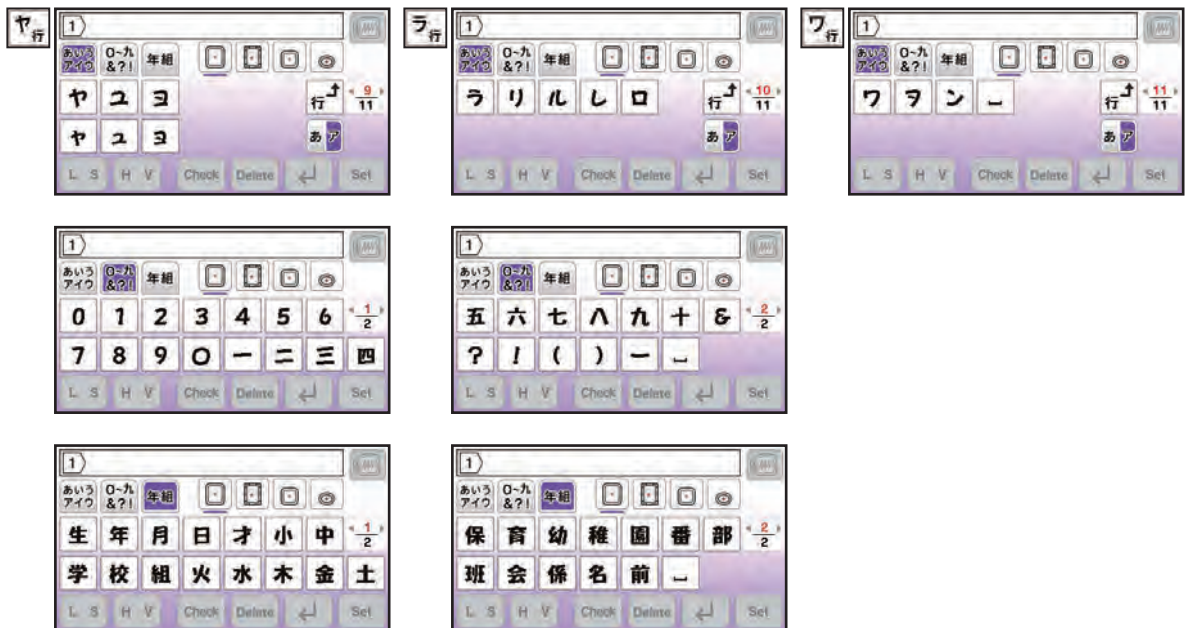 ヤ行
1
あいう アイウ 0~九 &?! 年組
ヤ ユ ヨ 行 9/11
ャ ュ ョ あ ア
L S H V Check Delete Set
ラ行
1
あいう アイウ 0~九 &?! 年組
ラ リ ル レ ロ 行 10/11
あ ア
L S H V Check Delete Set
ワ行
1
あいう アイウ 0~九 &?! 年組
ワ ヲ ン ⎵ 行 11/11
あ ア
L S H V Check Delete Set
1
あいう アイウ 0~九 &?! 年組
0 1 2 3 4 5 6 1/2
7 8 9 〇 一 二 三 四
L S H V Check Delete Set
1
あいう アイウ 0~九 &?! 年組
五 六 七 八 九 十 & 2/2
? ! ( ) ー ⎵
L S H V Check Delete Set
1
あいう アイウ 0~九 &?! 年組
生 年 月 日 才 小 中 1/2
学 校 組 火 水 木 金 土
L S H V Check Delete Set
1
あいう アイウ 0~九 &?! 年組
保 育 幼 稚 園 番 部 2/2
班 会 係 名 前 ⎵
L S H V Check Delete Set